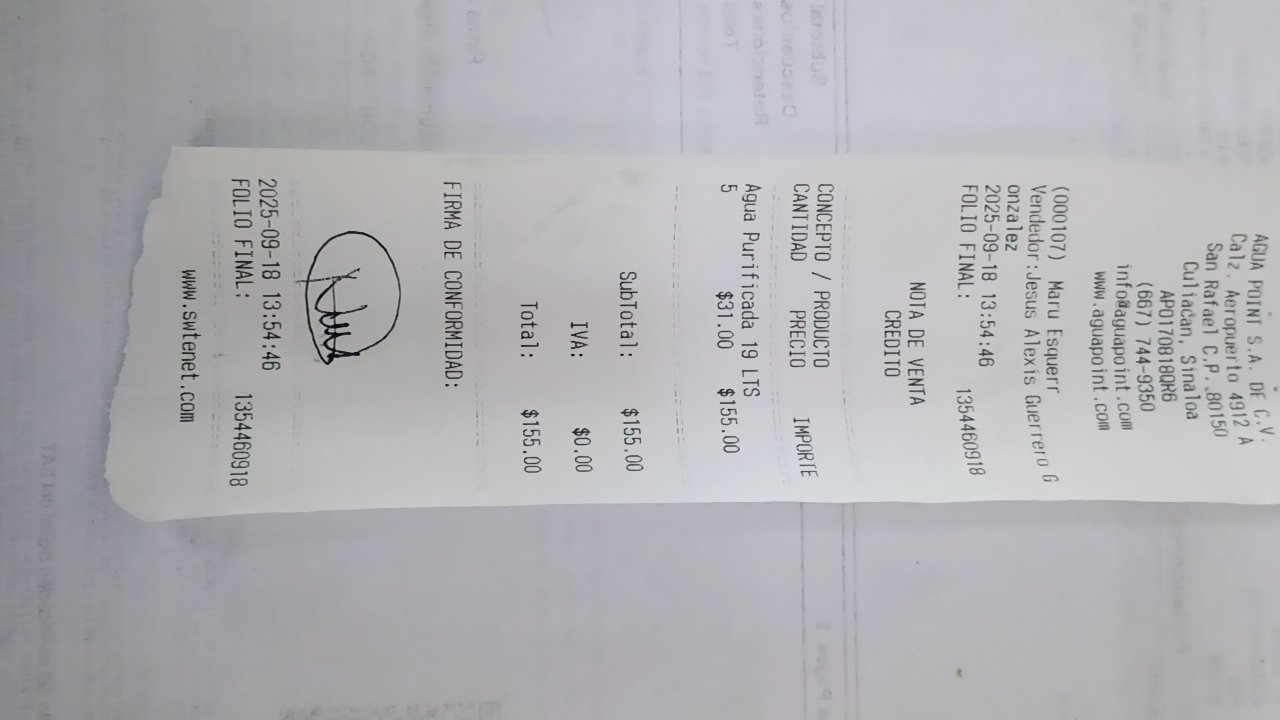 AGUA POINT S.A. DE C.V.
Calz. Aeropuerto 4912 A
San Rafael C.P. 80150
Culiacan, Sinaloa
APO170818QR6
(667) 744-9350
info@aguapoint.com
www.aguapoint.com
(000107) Maru Esquerr
Vendedor:Jesus Alexis Guerrero G
onzalez
2025-09-18 13:54:46
FOLIO FINAL: 1354460918
NOTA DE VENTA
CREDITO
CONCEPTO / PRODUCTO
CANTIDAD PRECIO IMPORTE
Agua Purificada 19 LTS
5 $31.00 $155.00
SubTotal: $155.00
IVA: $0.00
Total: $155.00
FIRMA DE CONFORMIDAD:
2025-09-18 13:54:46
FOLIO FINAL: 1354460918
www.swtenet.com